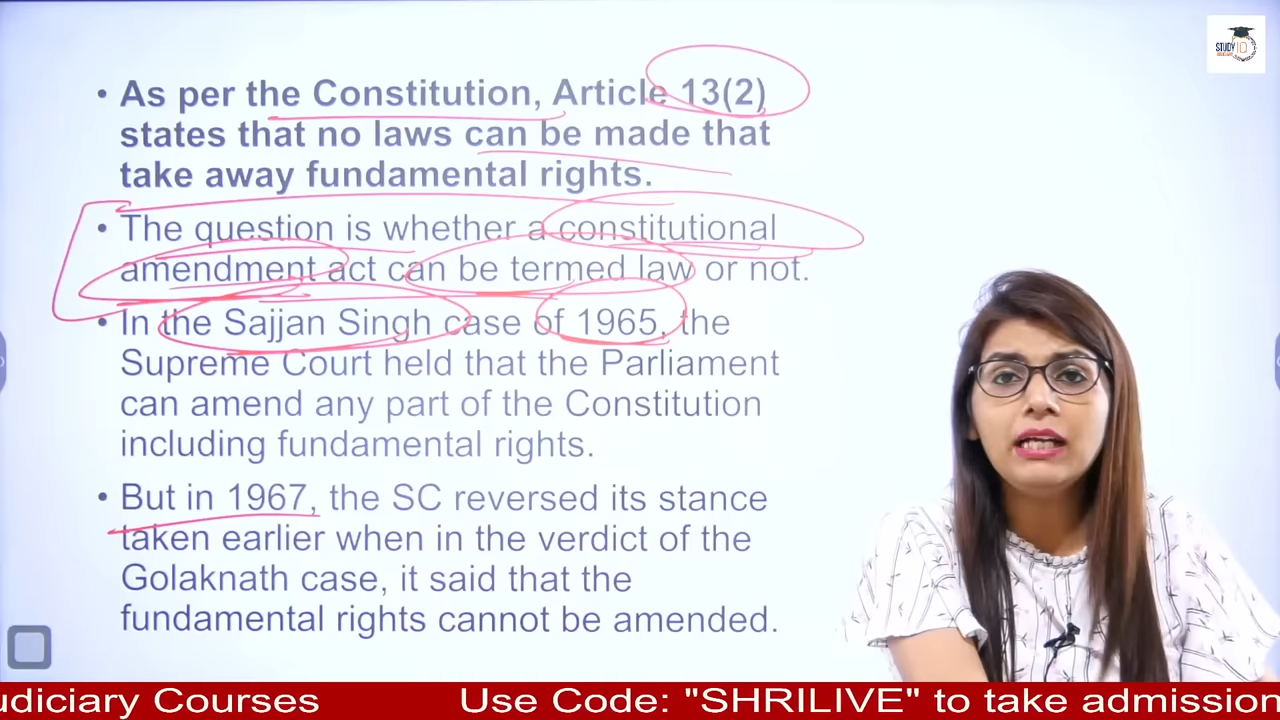 STUDY IQ
• As per the Constitution, Article 13(2)
states that no laws can be made that
take away fundamental rights.
• The question is whether a constitutional
amendment act can be termed law or not.
• In the Sajjan Singh case of 1965, the
Supreme Court held that the Parliament
can amend any part of the Constitution
including fundamental rights.
• But in 1967, the SC reversed its stance
taken earlier when in the verdict of the
Golaknath case, it said that the
fundamental rights cannot be amended.
udiciary Courses Use Code: "SHRILIVE" to take admission